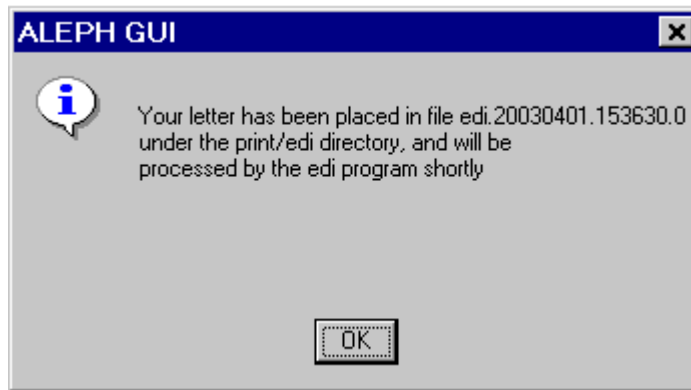 ALEPH GUI
Your letter has been placed in file edi.20030401.153630.0
under the print/edi directory, and will be
processed by the edi program shortly
OK